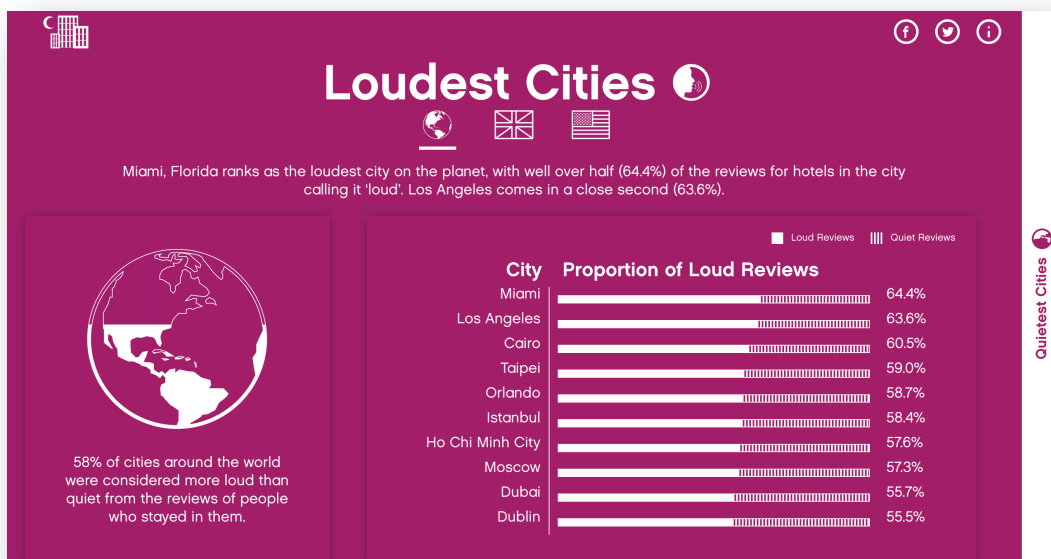 Loudest Cities
Miami, Florida ranks as the loudest city on the planet, with well over half (64.4%) of the reviews for hotels in the city
calling it ‘loud’. Los Angeles comes in a close second (63.6%).
58% of cities around the world
were considered more loud than
quiet from the reviews of people
who stayed in them.
Loud Reviews Quiet Reviews
City Proportion of Loud Reviews
Miami 64.4%
Los Angeles 63.6%
Cairo 60.5%
Taipei 59.0%
Orlando 58.7%
Istanbul 58.4%
Ho Chi Minh City 57.6%
Moscow 57.3%
Dubai 55.7%
Dublin 55.5%
Quietest Cities